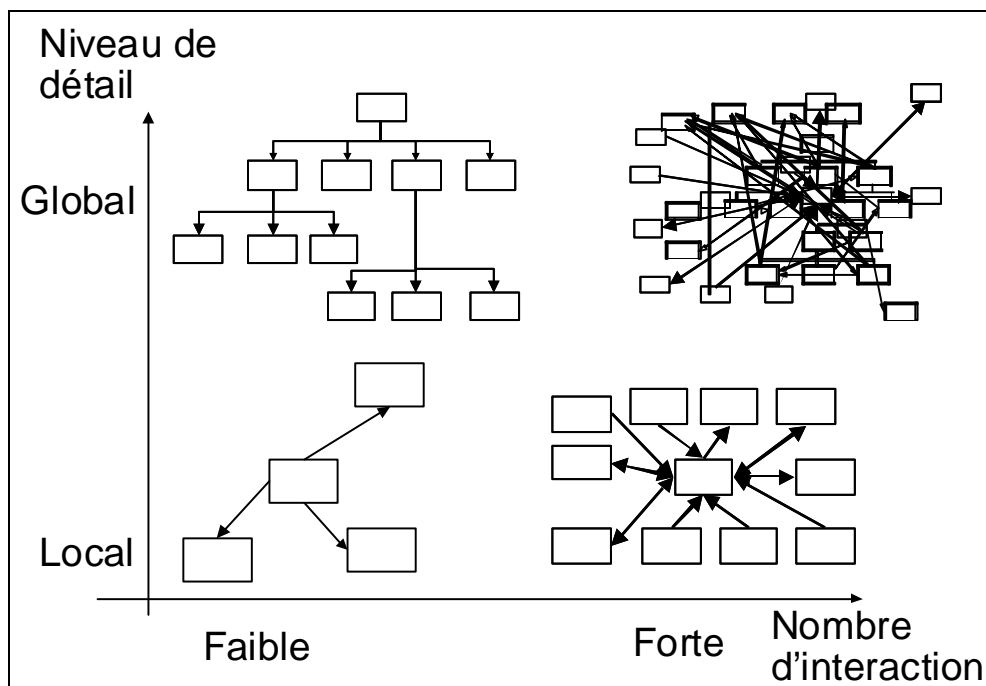 Niveau de
détail
Global
Local
Faible
Forte
Nombre
d’interaction